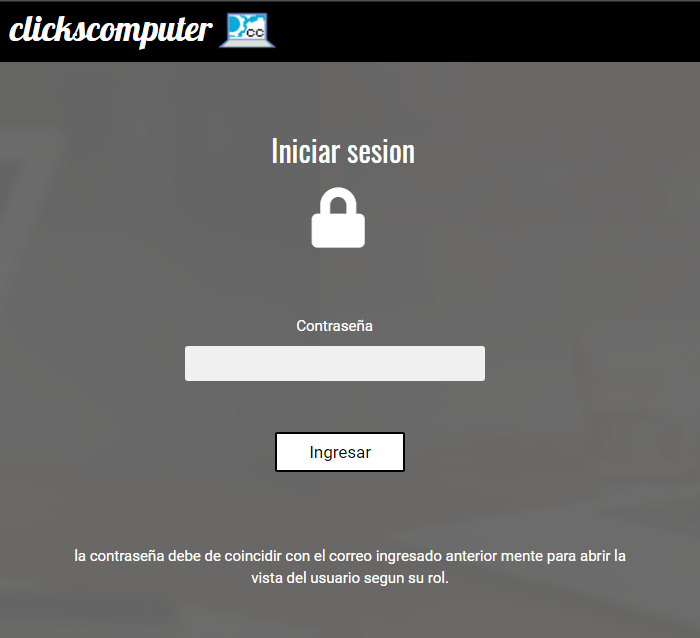 clickscomputer
CC
Iniciar sesion
Contraseña
Ingresar
la contraseña debe de coincidir con el correo ingresado anterior mente para abrir la
vista del usuario segun su rol.